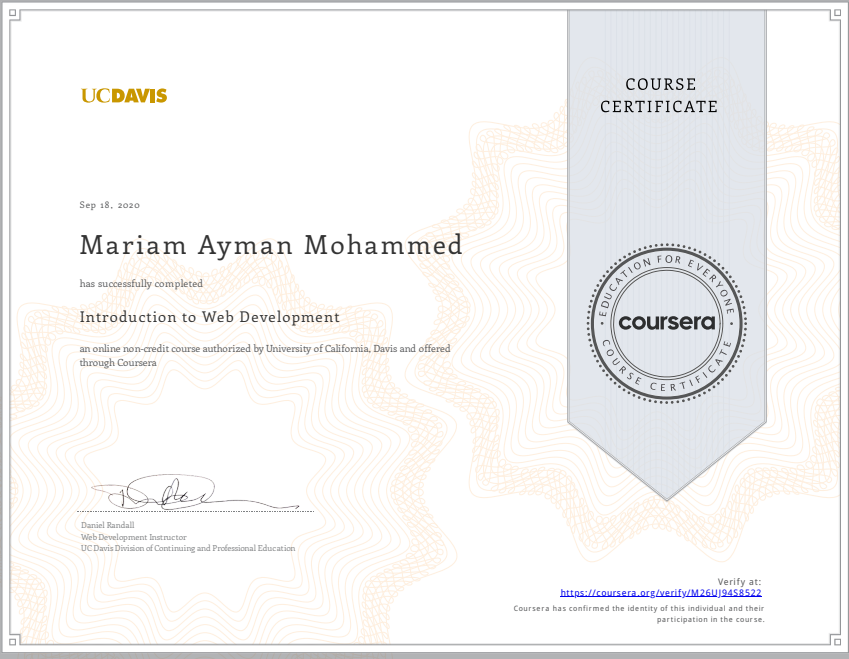 UCDAVIS
COURSE
CERTIFICATE
Sep 18, 2020
Mariam Ayman Mohammed
has successfully completed
Introduction to Web Development
an online non-credit course authorized by University of California, Davis and offered
through Coursera
EDUCATION FOR EVERYONE
coursera
COURSE CERTIFICATE
Daniel Randall
Web Development Instructor
UC Davis Division of Continuing and Professional Education
Verify at:
https://coursera.org/verify/M26UJ94S8522
Coursera has confirmed the identity of this individual and their
participation in the course.